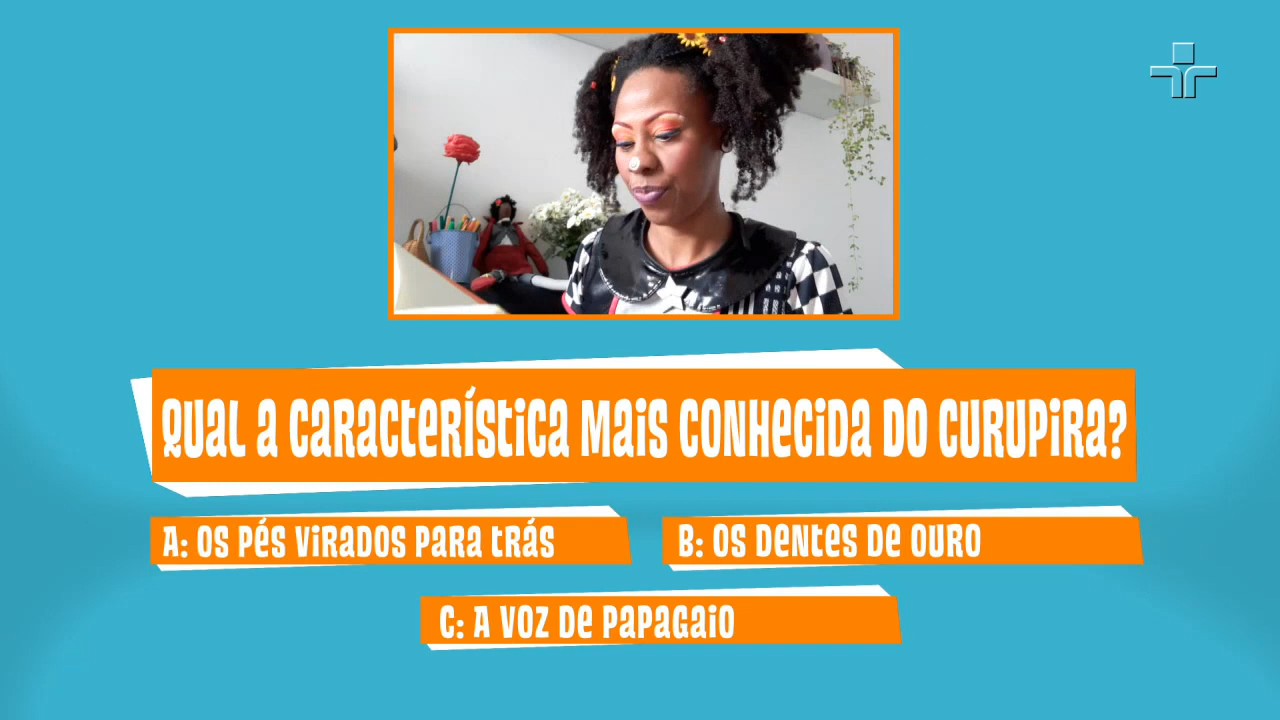 Qual a característica mais conhecida do Curupira?
A: Os pés virados para trás
B: Os dentes de ouro
C: A voz de papagaio